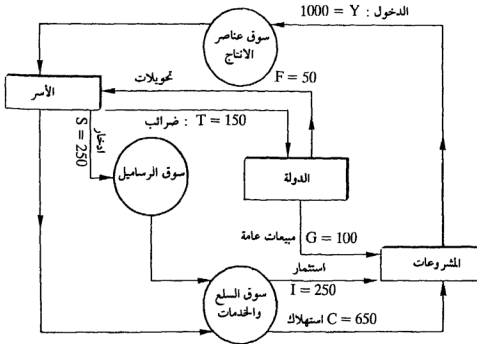 الدخول : Y = 1000
سوق عناصر
الانتاج
تحويلات
F = 50
الأسر
ضرائب : T = 150
ادخار
S = 250
سوق الرساميل
الدولة
مبيعات عامة G = 100
المشروعات
استثمار
I = 250
سوق السلع
والخدمات
استهلاك C = 650